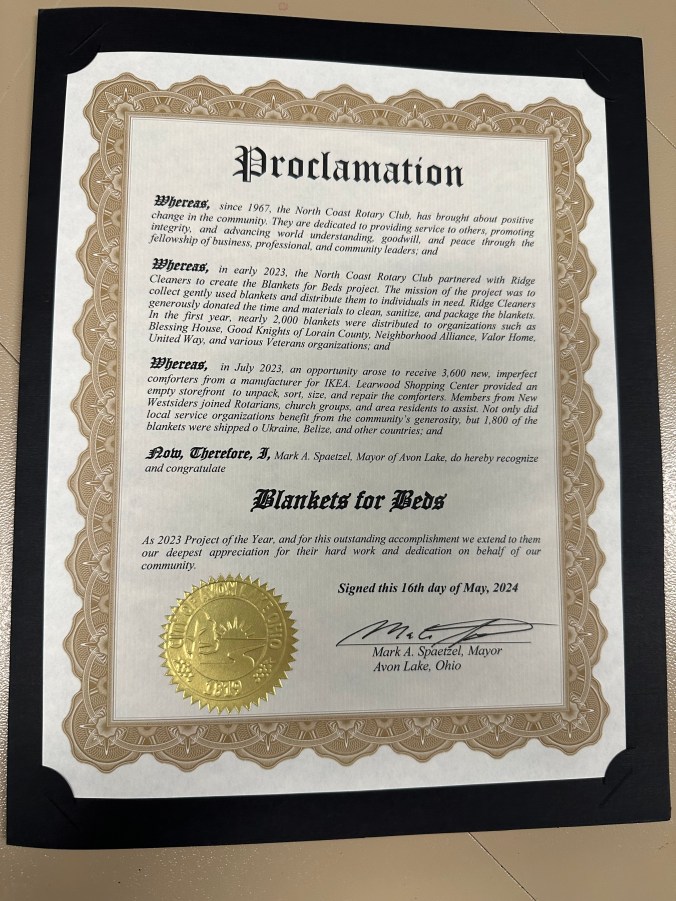 Proclamation
Whereas, since 1967, the North Coast Rotary Club, has brought about positive
change in the community. They are dedicated to providing service to others, promoting
integrity, and advancing world understanding, goodwill, and peace through the
fellowship of business, professional, and community leaders; and
Whereas, in early 2023, the North Coast Rotary Club partnered with Ridge
Cleaners to create the Blankets for Beds project. The mission of the project was to
collect gently used blankets and distribute them to individuals in need. Ridge Cleaners
generously donated the time and materials to clean, sanitize, and package the blankets.
In the first year, nearly 2,000 blankets were distributed to organizations such as
Blessing House, Good Knights of Lorain County, Neighborhood Alliance, Valor Home,
United Way, and various Veterans organizations; and
Whereas, in July 2023, an opportunity arose to receive 3,600 new, imperfect
comforters from a manufacturer for IKEA. Learwood Shopping Center provided an
empty storefront to unpack, sort, size, and repair the comforters. Members from New
Westsiders joined Rotarians, church groups, and area residents to assist. Not only did
local service organizations benefit from the community's generosity, but 1,800 of the
blankets were shipped o Ukraine, Belize, and other countries; and
Now, Therefore, I, Mark A. Spaetzel, Mayor of Avon Lake, do hereby recognize
and congratulate
Blankets for Beds
As 2023 Project of the Year, and for this outstanding accomplishment we extend to them
our deepest appreciation for their hard work and dedication on behalf of our
community.
Signed this 16th day of May, 2024
Mark A. Spaetzel, Mayor
Avon Lake, Ohio
CITY OF AVON LAKE, OHIO